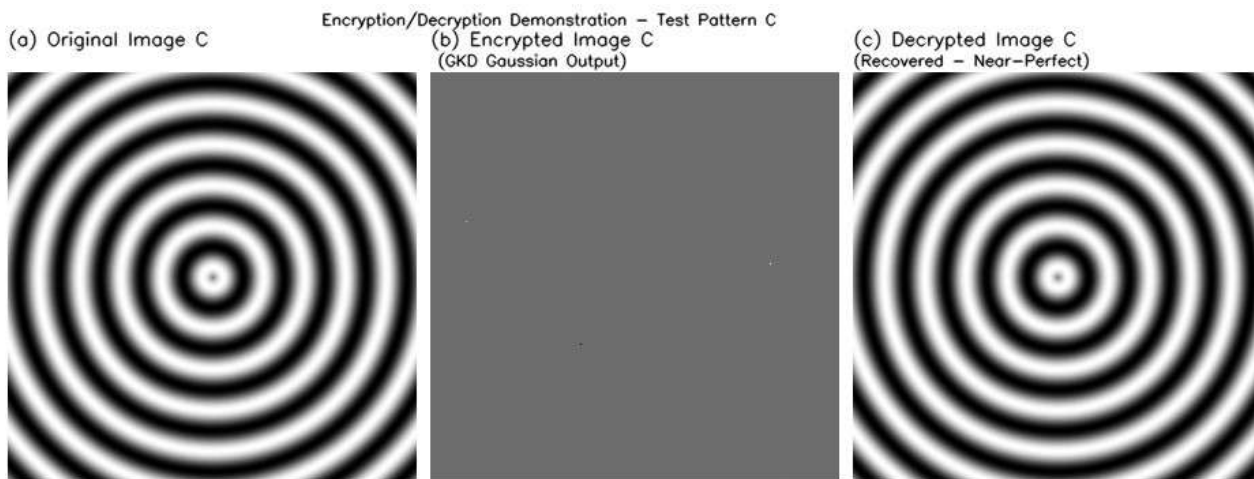 Encryption/Decryption Demonstration – Test Pattern C
(a) Original Image C
(b) Encrypted Image C
(GKD Gaussian Output)
(c) Decrypted Image C
(Recovered – Near-Perfect)